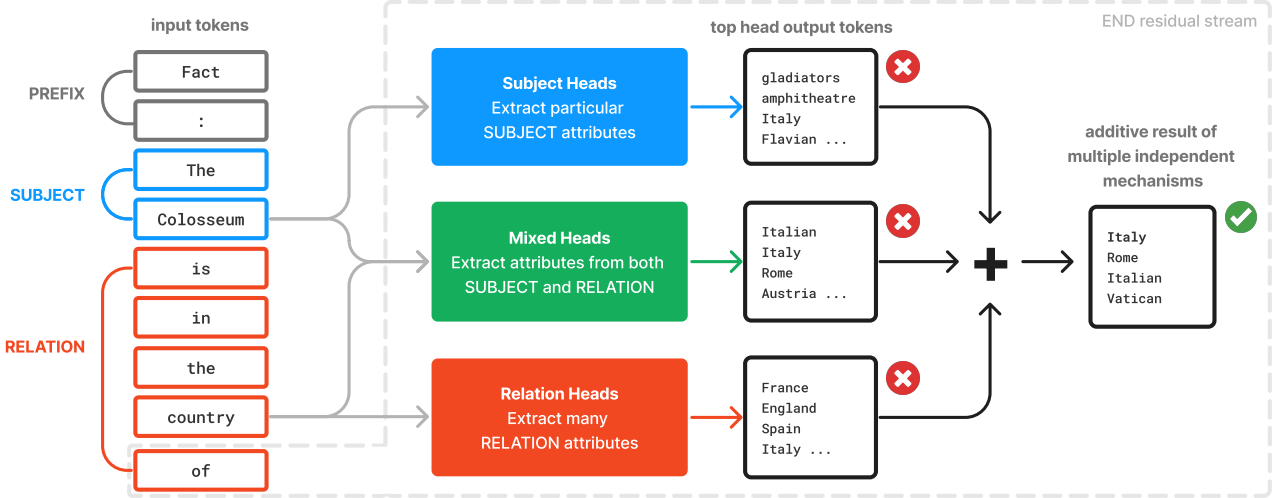 input tokens
top head output tokens
END residual stream
PREFIX
Fact
:
SUBJECT
The
Colosseum
RELATION
is
in
the
country
of
Subject Heads
Extract particular
SUBJECT attributes
gladiators
amphitheatre
Italy
Flavian ...
Mixed Heads
Extract attributes from both
SUBJECT and RELATION
Italian
Italy
Rome
Austria ...
Relation Heads
Extract many
RELATION attributes
France
England
Spain
Italy ...
additive result of
multiple independent
mechanisms
Italy
Rome
Italian
Vatican